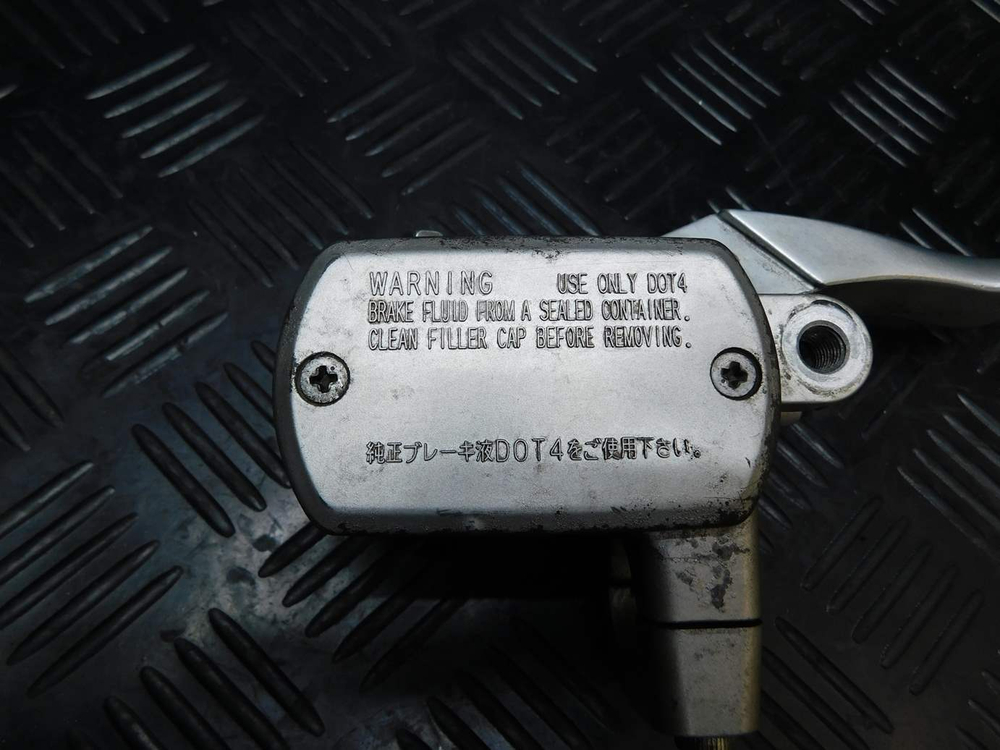 WARNING USE ONLY DOT4
BRAKE FLUID FROM A SEALED CONTAINER.
CLEAN FILLER CAP BEFORE REMOVING.
純正ブレーキ液DOT4をご使用下さい。